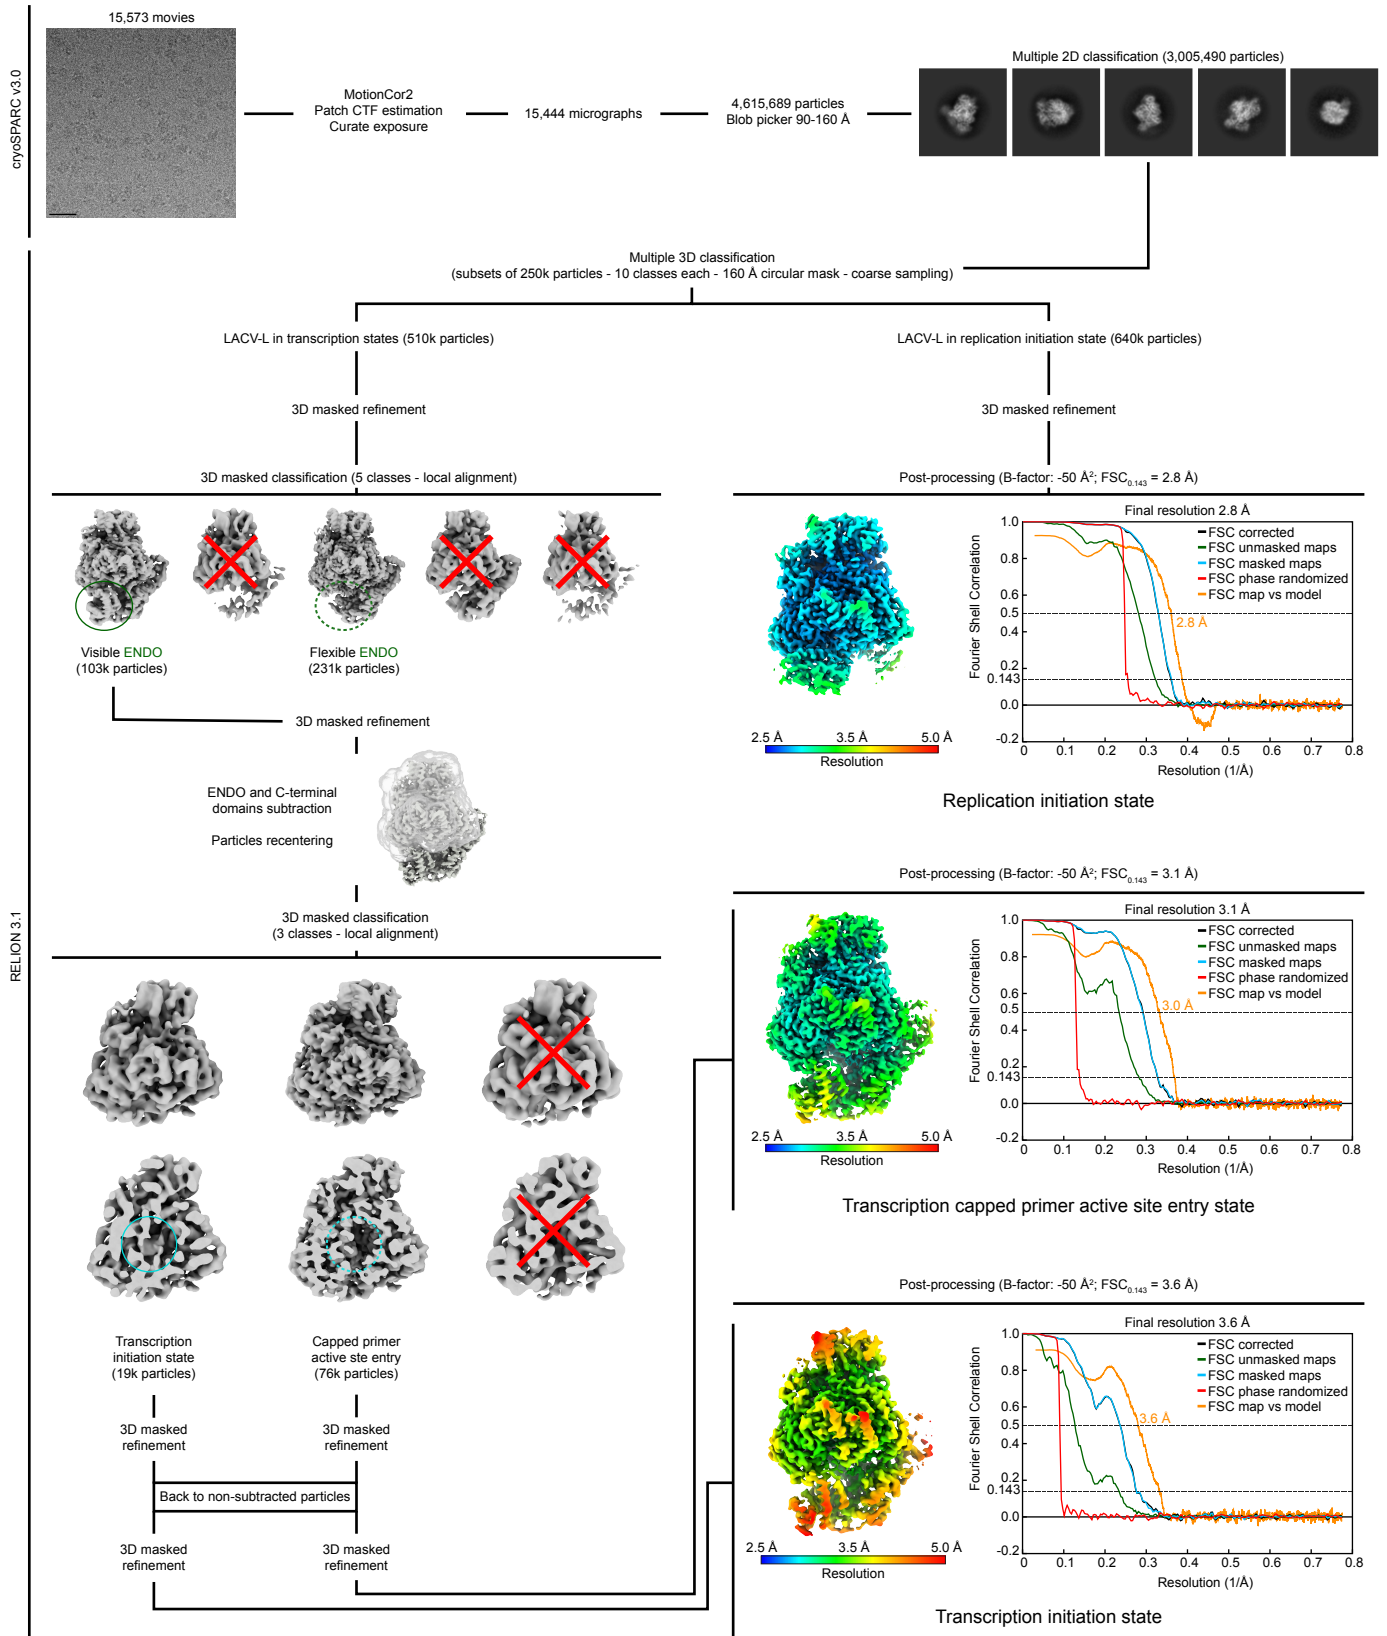 15,573 movies
cryoSPARC v3.0
MotionCor2
Patch CTF estimation
Curate exposure
15,444 micrographs
4,615,689 particles
Blob picker 90-160 Å
Multiple 2D classification (3,005,490 particles)
RELION 3.1
Multiple 3D classification
(subsets of 250k particles - 10 classes each - 160 Å circular mask - coarse sampling)
LACV-L in transcription states (510k particles)
LACV-L in replication initiation state (640k particles)
3D masked refinement
3D masked refinement
3D masked classification (5 classes - local alignment)
Visible ENDO
(103k particles)
Flexible ENDO
(231k particles)
3D masked refinement
ENDO and C-terminal
domains subtraction
Particles recentering
3D masked classification
(3 classes - local alignment)
Transcription
initiation state
(19k particles)
Capped primer
active ste entry
(76k particles)
3D masked
refinement
3D masked
refinement
Back to non-subtracted particles
3D masked
refinement
3D masked
refinement
Post-processing (B-factor: -50 Å²; FSC0.143 = 2.8 Å)
2.5 Å
3.5 Å
5.0 Å
Resolution
Final resolution 2.8 Å
FSC corrected
FSC unmasked maps
FSC masked maps
FSC phase randomized
FSC map vs model
2.8 Å
Fourier Shell Correlation
1.0
0.8
0.6
0.5
0.4
0.2
0.143
0.0
-0.2
0 0.1 0.2 0.3 0.4 0.5 0.6 0.7 0.8
Resolution (1/Å)
Replication initiation state
Post-processing (B-factor: -50 Å²; FSC0.143 = 3.1 Å)
2.5 Å
3.5 Å
5.0 Å
Resolution
Final resolution 3.1 Å
FSC corrected
FSC unmasked maps
FSC masked maps
FSC phase randomized
FSC map vs model
3.0 Å
Fourier Shell Correlation
1.0
0.8
0.6
0.5
0.4
0.2
0.143
0.0
-0.2
0 0.1 0.2 0.3 0.4 0.5 0.6 0.7 0.8
Resolution (1/Å)
Transcription capped primer active site entry state
Post-processing (B-factor: -50 Å²; FSC0.143 = 3.6 Å)
2.5 Å
3.5 Å
5.0 Å
Resolution
Final resolution 3.6 Å
FSC corrected
FSC unmasked maps
FSC masked maps
FSC phase randomized
FSC map vs model
3.6 Å
Fourier Shell Correlation
1.0
0.8
0.6
0.5
0.4
0.2
0.143
0.0
-0.2
0 0.1 0.2 0.3 0.4 0.5 0.6 0.7 0.8
Resolution (1/Å)
Transcription initiation state